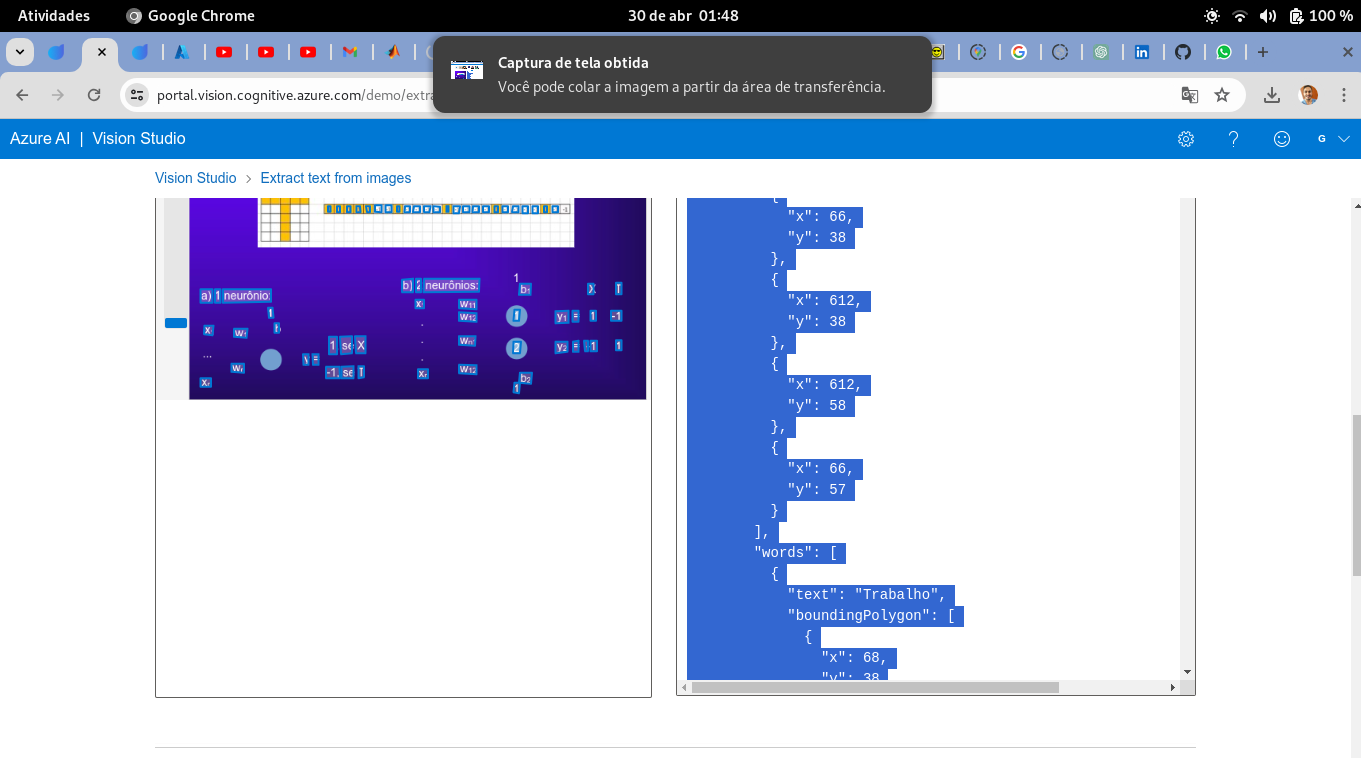 Atividades Google Chrome 30 de abr 01:48 100 %
Captura de tela obtida
Você pode colar a imagem a partir da área de transferência.
portal.vision.cognitive.azure.com/demo/extra
Azure AI | Vision Studio G
Vision Studio > Extract text from images
a) 1 neurônio:
1
x
w₁
...
y =
1 se X
-1, se T
b) 2 neurônios:
x
w₁₁
w₁₂
w₁₂
1
b₁
1
2
b₂
1
X T
y₁ = 1 -1
y₂ = -1 1
{
"x": 66,
"y": 38
},
{
"x": 612,
"y": 38
},
{
"x": 612,
"y": 58
},
{
"x": 66,
"y": 57
}
],
"words": [
{
"text": "Trabalho",
"boundingPolygon": [
{
"x": 68,
"y": 38